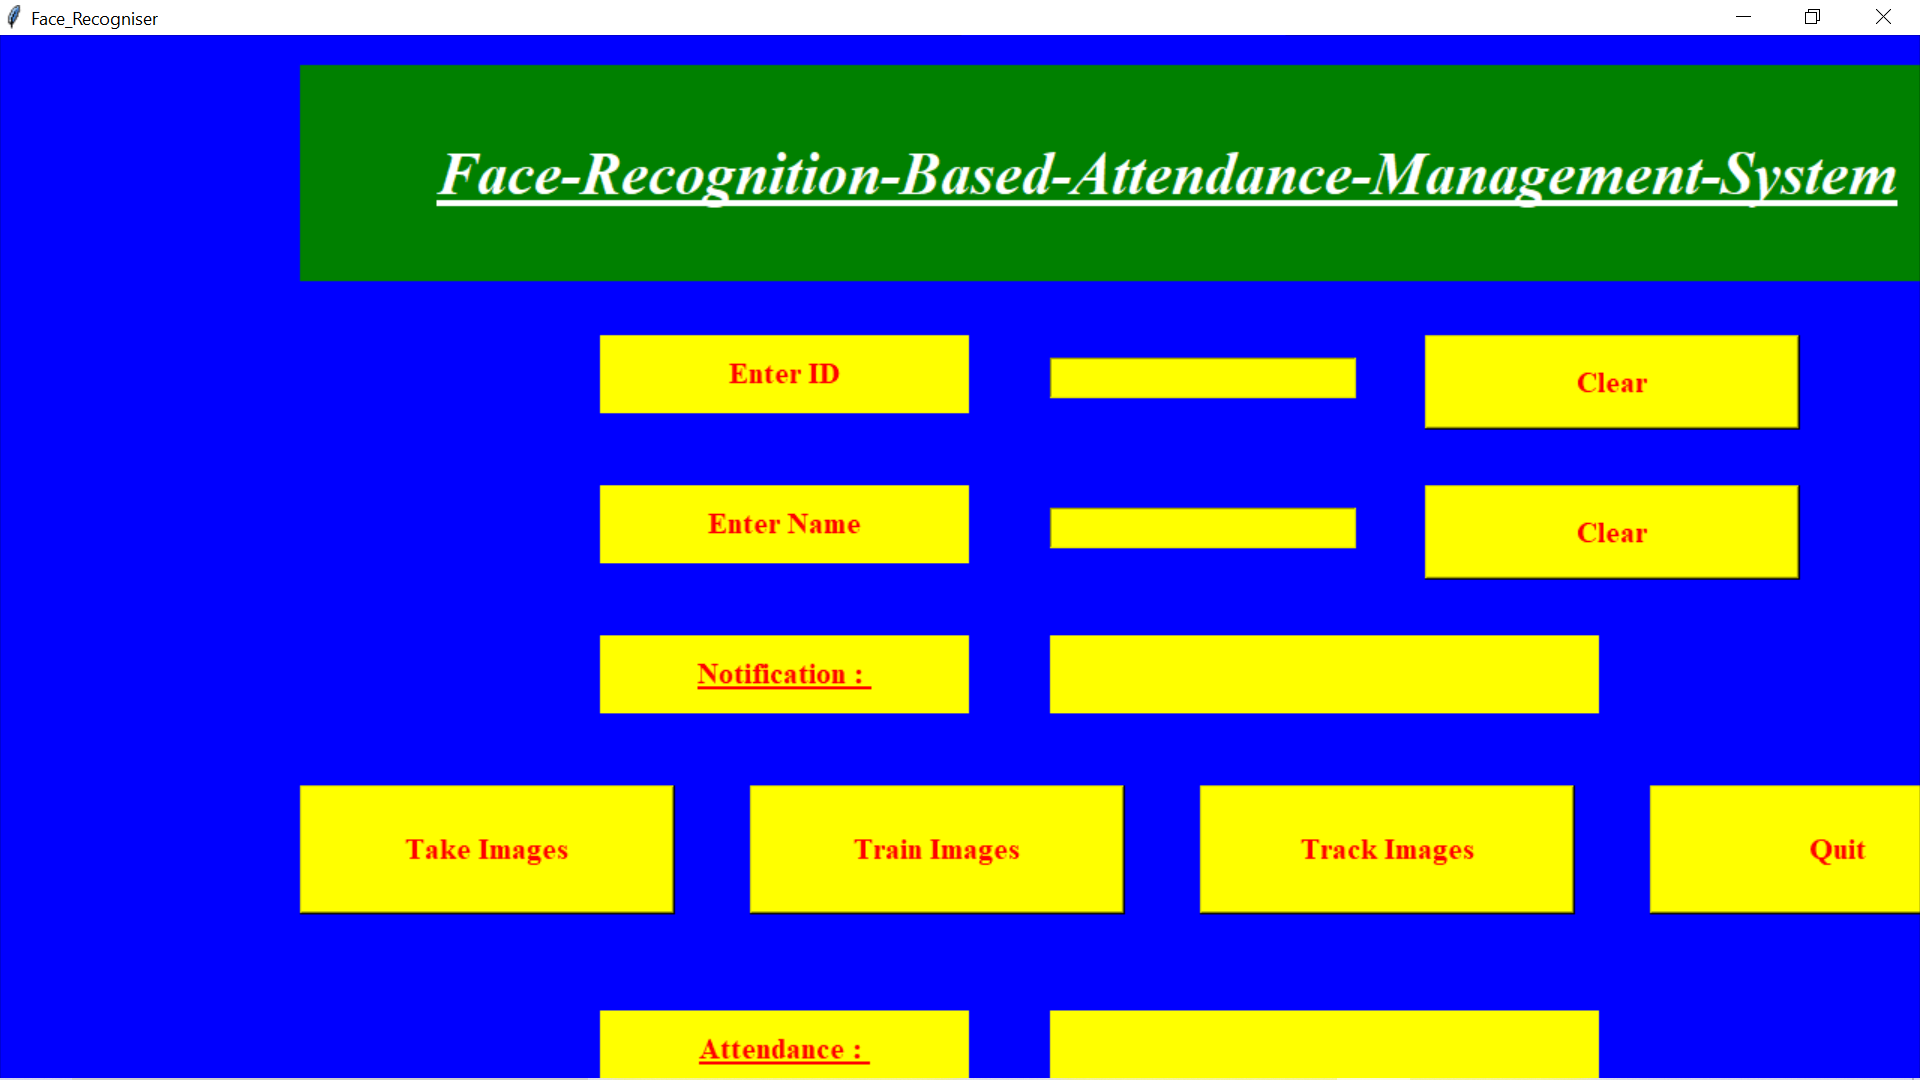 Face_Recogniser
Face-Recognition-Based-Attendance-Management-System
Enter ID
Clear
Enter Name
Clear
Notification :
Take Images
Train Images
Track Images
Quit
Attendance :